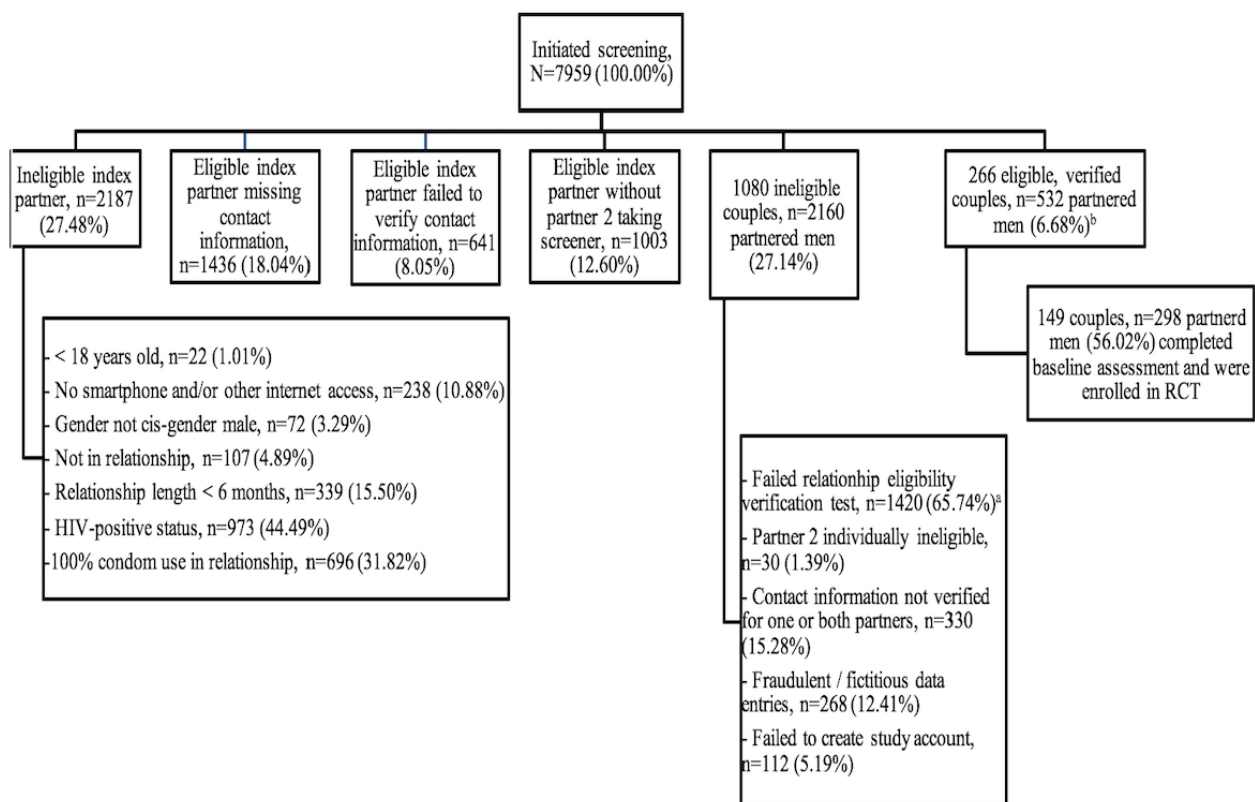 Initiated screening,
N=7959 (100.00%)
Ineligible index
partner, n=2187
(27.48%)
Eligible index
partner missing
contact
information,
n=1436 (18.04%)
Eligible index
partner failed to
verify contact
information, n=641
(8.05%)
Eligible index
partner without
partner 2 taking
screener, n=1003
(12.60%)
1080 ineligible
couples, n=2160
partnered men
(27.14%)
266 eligible, verified
couples, n=532 partnered
men (6.68%)ᵇ
149 couples, n=298 partnerd
men (56.02%) completed
baseline assessment and were
enrolled in RCT
- < 18 years old, n=22 (1.01%)
- No smartphone and/or other internet access, n=238 (10.88%)
- Gender not cis-gender male, n=72 (3.29%)
- Not in relationship, n=107 (4.89%)
- Relationship length < 6 months, n=339 (15.50%)
- HIV-positive status, n=973 (44.49%)
-100% condom use in relationship, n=696 (31.82%)
- Failed relationship eligibility
verification test, n=1420 (65.74%)ᵃ
- Partner 2 individually ineligible,
n=30 (1.39%)
- Contact information not verified
for one or both partners, n=330
(15.28%)
- Fraudulent / fictitious data
entries, n=268 (12.41%)
- Failed to create study account,
n=112 (5.19%)